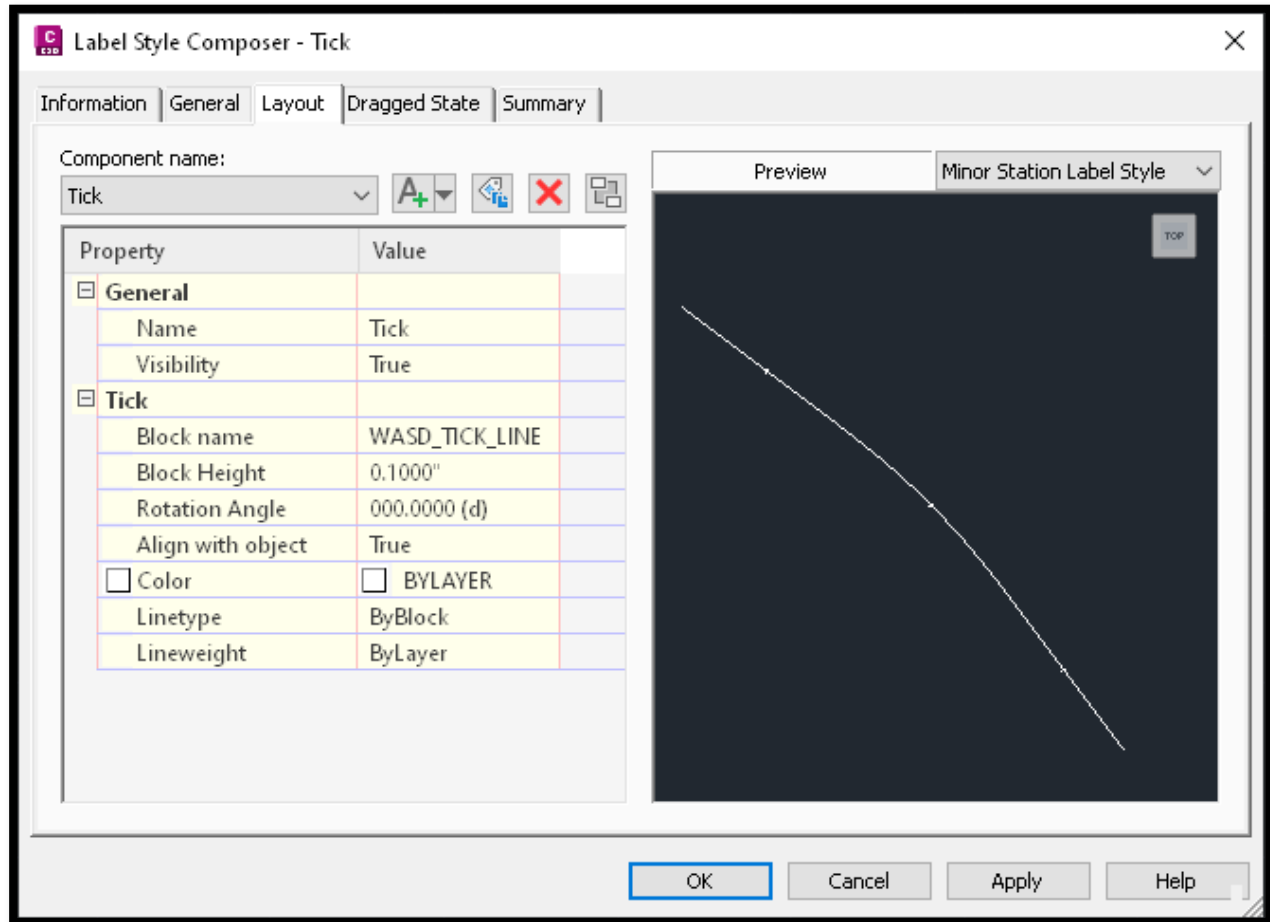 C
C3D
Label Style Composer - Tick
Information General Layout Dragged State Summary
Component name:
Tick
A
Preview
Minor Station Label Style
TOP
Property Value
General
Name Tick
Visibility True
Tick
Block name WASD_TICK_LINE
Block Height 0.1000"
Rotation Angle 000.0000 (d)
Align with object True
Color BYLAYER
Linetype ByBlock
Lineweight ByLayer
OK Cancel Apply Help